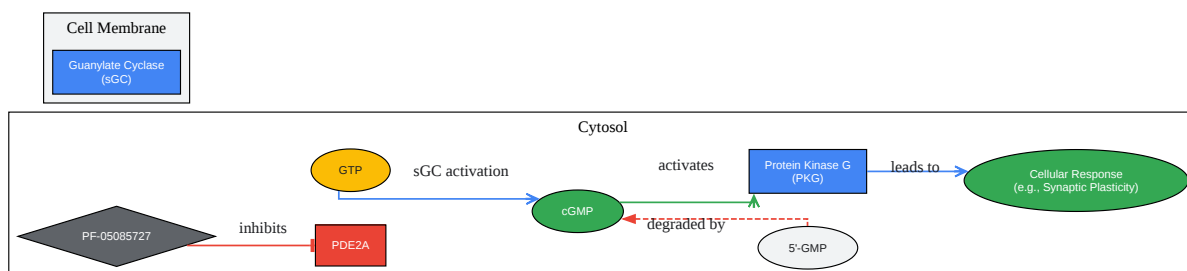 Cell Membrane
Guanylate Cyclase
(sGC)
Cytosol
GTP
sGC activation
activates
Protein Kinase G
(PKG)
leads to
Cellular Response
(e.g., Synaptic Plasticity)
cGMP
degraded by
PF-05085727
inhibits
PDE2A
5'-GMP